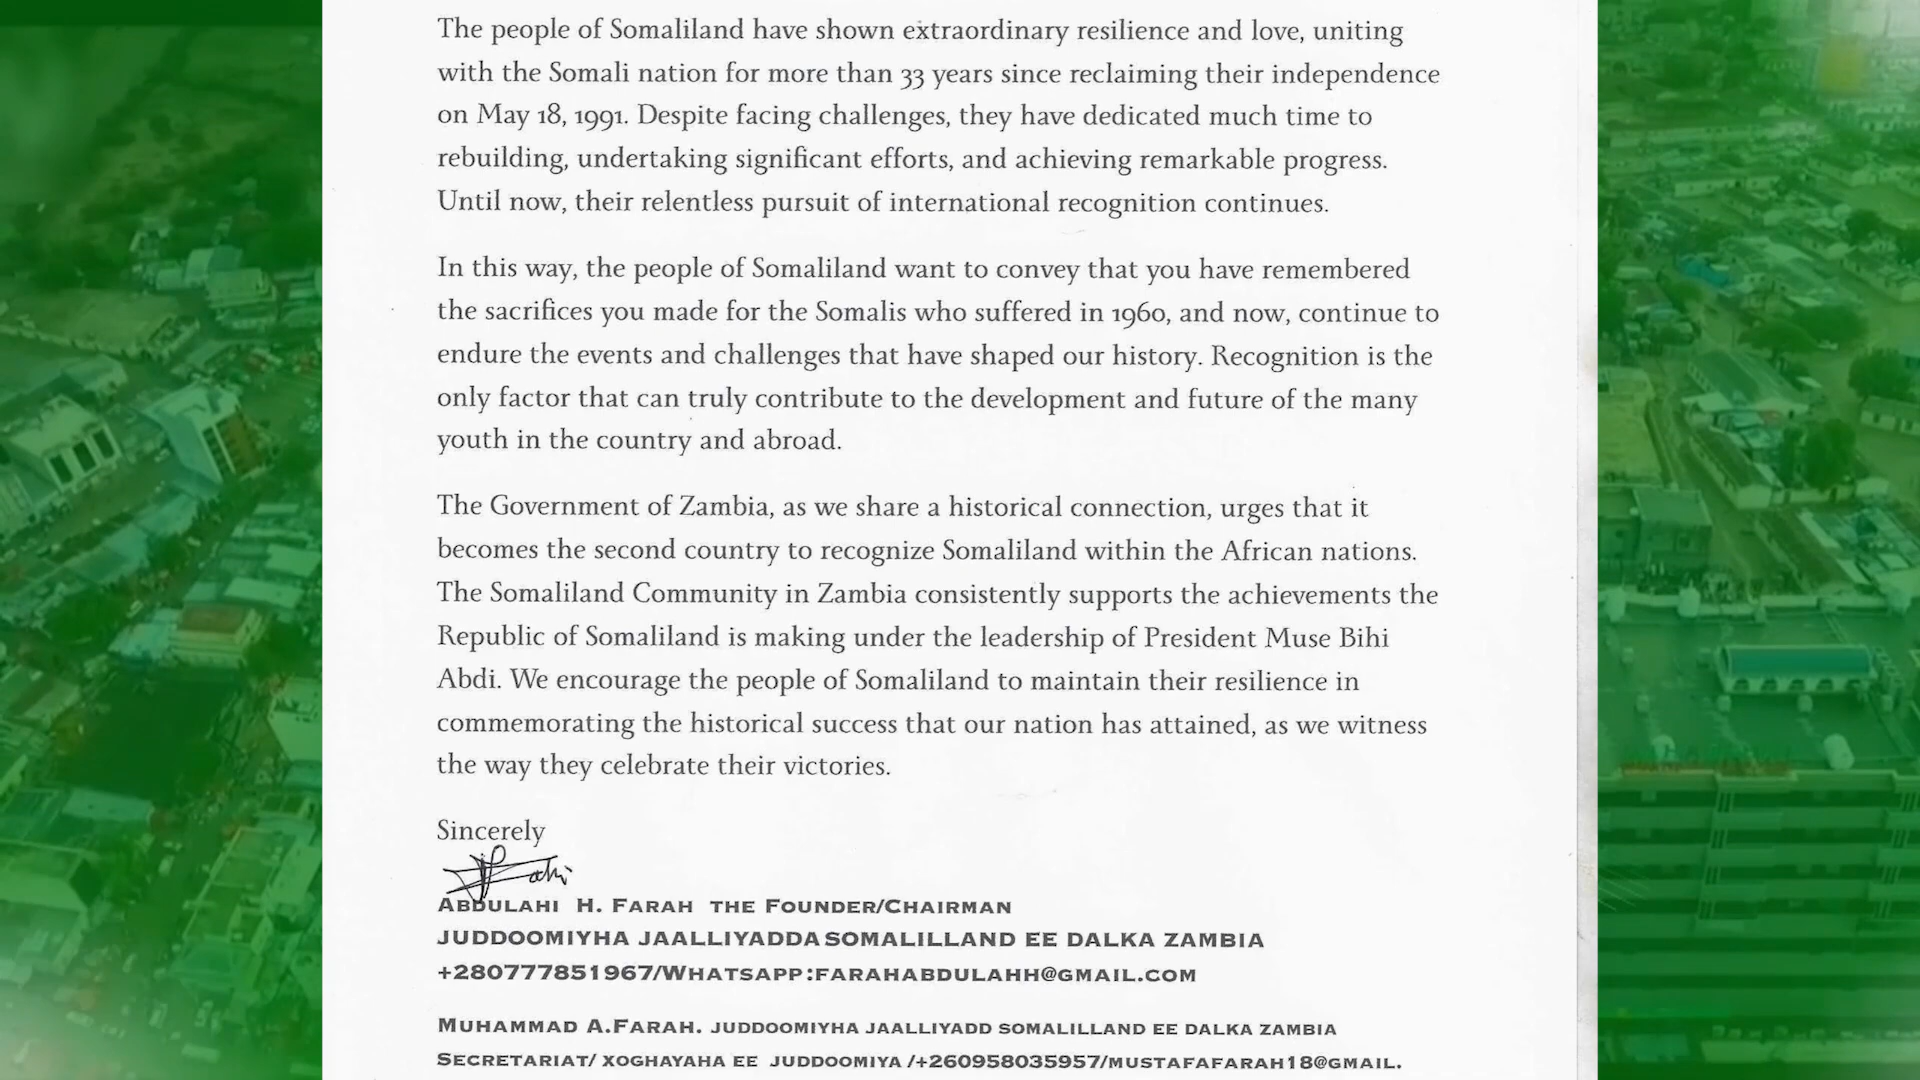 The people of Somaliland have shown extraordinary resilience and love, uniting
with the Somali nation for more than 33 years since reclaiming their independence
on May 18, 1991. Despite facing challenges, they have dedicated much time to
rebuilding, undertaking significant efforts, and achieving remarkable progress.
Until now, their relentless pursuit of international recognition continues.
In this way, the people of Somaliland want to convey that you have remembered
the sacrifices you made for the Somalis who suffered in 1960, and now, continue to
endure the events and challenges that have shaped our history. Recognition is the
only factor that can truly contribute to the development and future of the many
youth in the country and abroad.
The Government of Zambia, as we share a historical connection, urges that it
becomes the second country to recognize Somaliland within the African nations.
The Somaliland Community in Zambia consistently supports the achievements the
Republic of Somaliland is making under the leadership of President Muse Bihi
Abdi. We encourage the people of Somaliland to maintain their resilience in
commemorating the historical success that our nation has attained, as we witness
the way they celebrate their victories.
Sincerely
ABDULAHI H. FARAH THE FOUNDER/CHAIRMAN
JUDDOOMIYHA JAALLIYADDA SOMALILLAND EE DALKA ZAMBIA
+280777851967/WHATSAPP:FARAHABDULAHH@GMAIL.COM
MUHAMMAD A.FARAH. JUDDOOMIYHA JAALLIYADD SOMALILLAND EE DALKA ZAMBIA
SECRETARIAT/ XOGHAYAHA EE JUDDOOMIYA /+260958035957/MUSTAFAFARAH18@GMAIL.